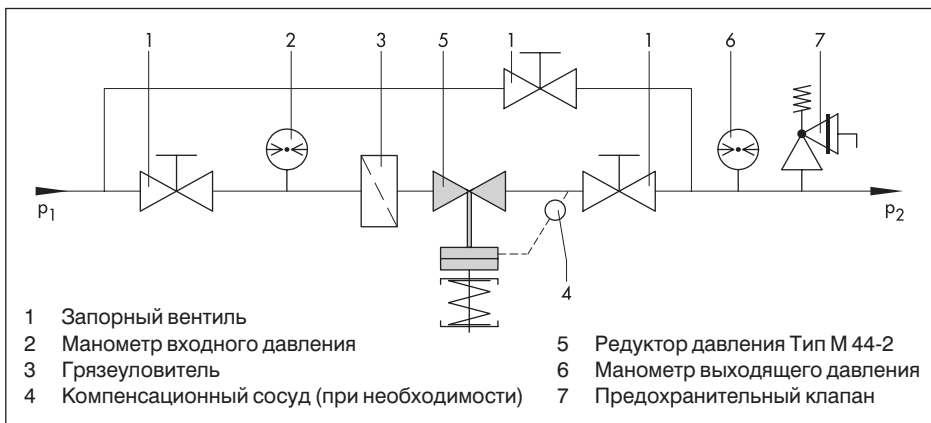 1 2 3 5 1 1 6 7
p1 p2
4
1 Запорный вентиль
2 Манометр входного давления
3 Грязеуловитель
4 Компенсационный сосуд (при необходимости)
5 Редуктор давления Тип М 44-2
6 Манометр выходящего давления
7 Предохранительный клапан